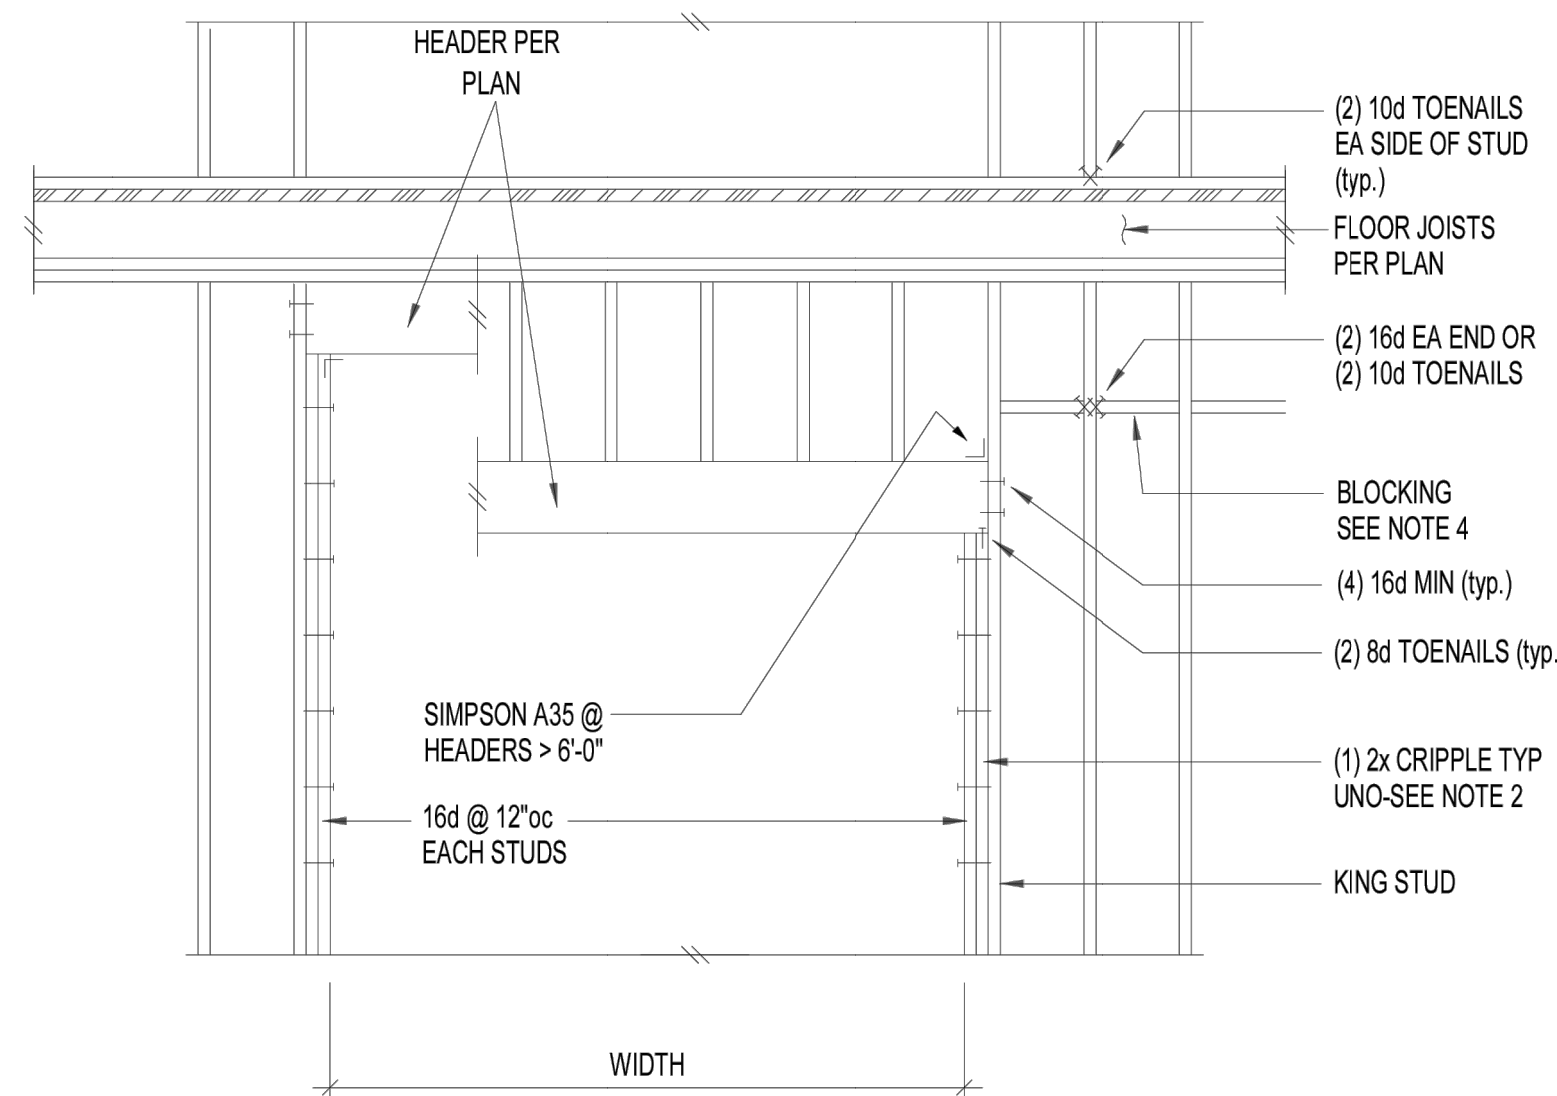 HEADER PER
PLAN
(2) 10d TOENAILS
EA SIDE OF STUD
(typ.)
FLOOR JOISTS
PER PLAN
(2) 16d EA END OR
(2) 10d TOENAILS
BLOCKING
SEE NOTE 4
(4) 16d MIN (typ.)
(2) 8d TOENAILS (typ.
SIMPSON A35 @
HEADERS > 6'-0"
(1) 2x CRIPPLE TYP
UNO-SEE NOTE 2
16d @ 12"oc
EACH STUDS
KING STUD
WIDTH